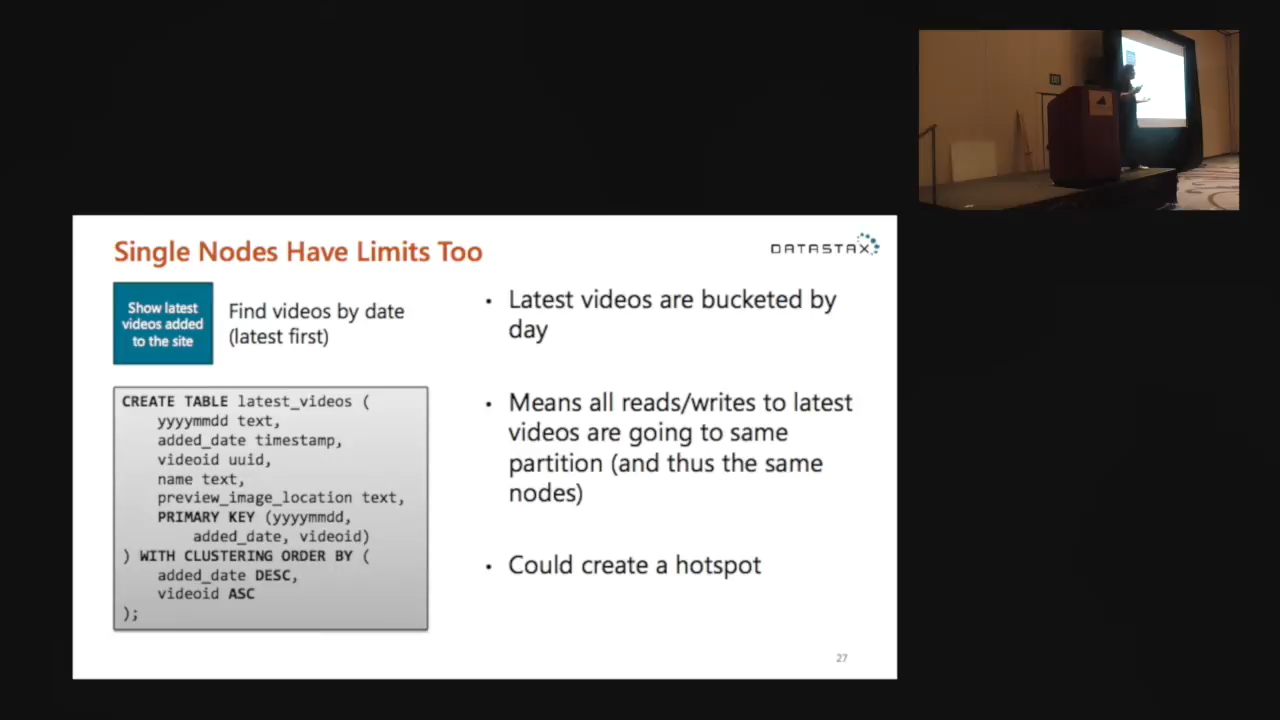 Single Nodes Have Limits Too
DATASTAX
Show latest
videos added
to the site
Find videos by date
(latest first)
CREATE TABLE latest_videos (
yyyymmdd text,
added_date timestamp,
videoid uuid,
name text,
preview_image_location text,
PRIMARY KEY (yyyymmdd,
added_date, videoid)
) WITH CLUSTERING ORDER BY (
added_date DESC,
videoid ASC
);
• Latest videos are bucketed by
day
• Means all reads/writes to latest
videos are going to same
partition (and thus the same
nodes)
• Could create a hotspot
27